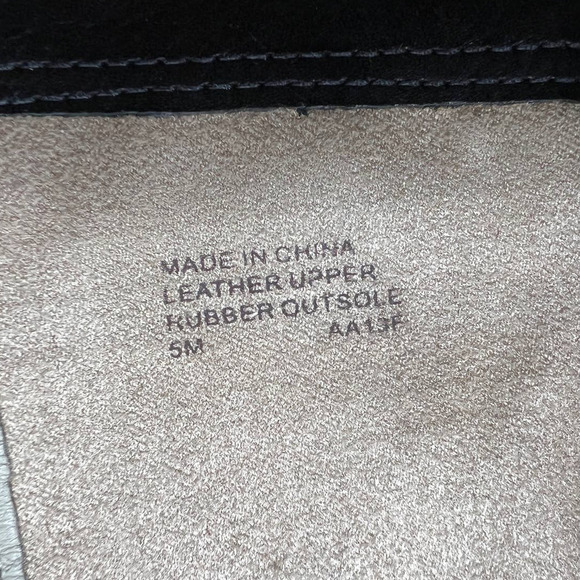 MADE IN CHINA
LEATHER UPPER
RUBBER OUTSOLE
5M AA13F